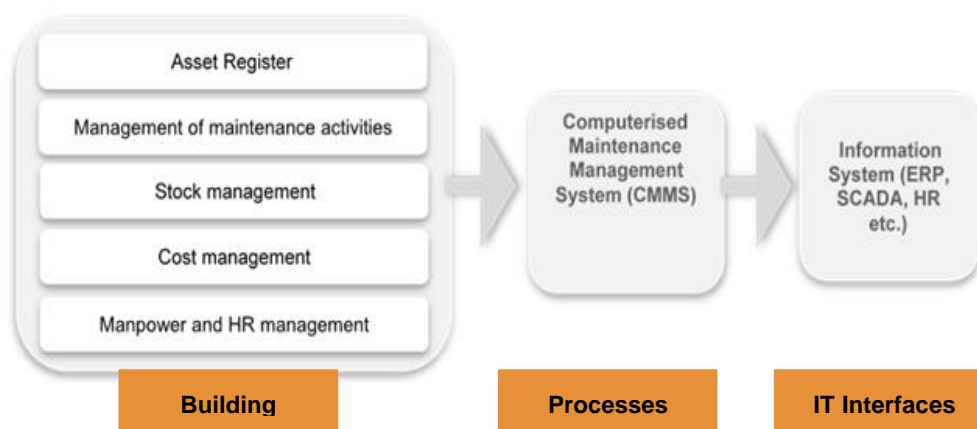 Asset Register
Management of maintenance activities
Stock management
Cost management
Manpower and HR management
Computerised
Maintenance
Management
System (CMMS)
Information
System (ERP,
SCADA, HR
etc.)
Building
Processes
IT Interfaces